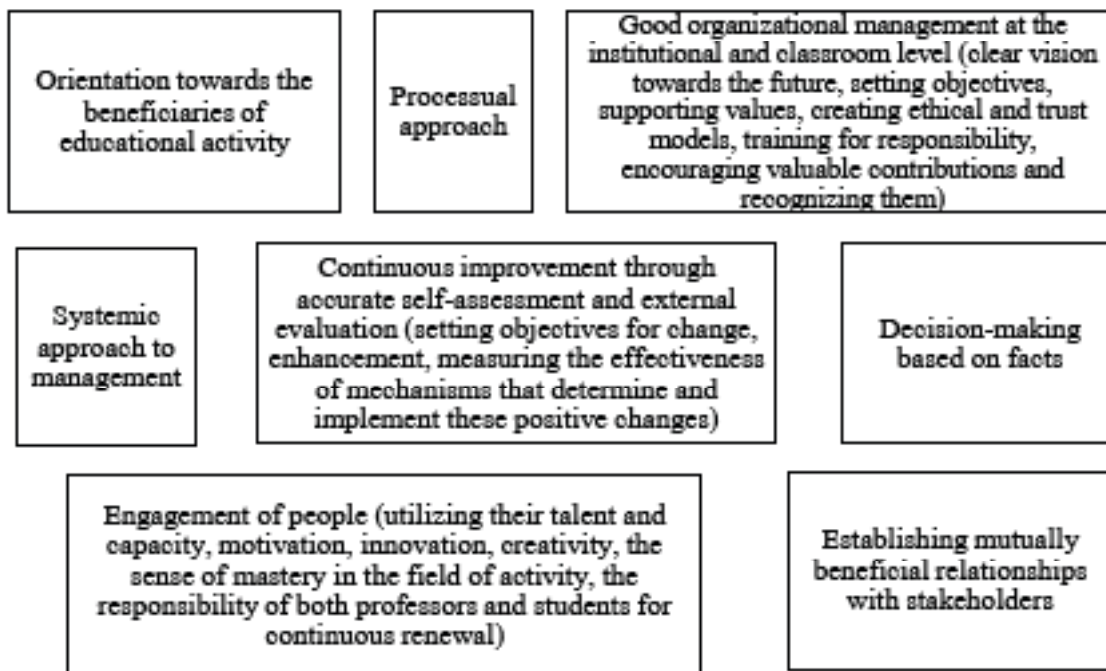 Orientation towards the
beneficiaries of
educational activity
Processual
approach
Good organizational management at the
institutional and classroom level (clear vision
towards the future, setting objectives,
supporting values, creating ethical and trust
models, training for responsibility,
encouraging valuable contributions and
recognizing them)
Systemic
approach to
management
Continuous improvement through
accurate self-assessment and external
evaluation (setting objectives for change,
enhancement, measuring the effectiveness
of mechanisms that determine and
implement these positive changes)
Decision-making
based on facts
Engagement of people (utilizing their talent and
capacity, motivation, innovation, creativity, the
sense of mastery in the field of activity, the
responsibility of both professors and students for
continuous renewal)
Establishing mutually
beneficial relationships
with stakeholders